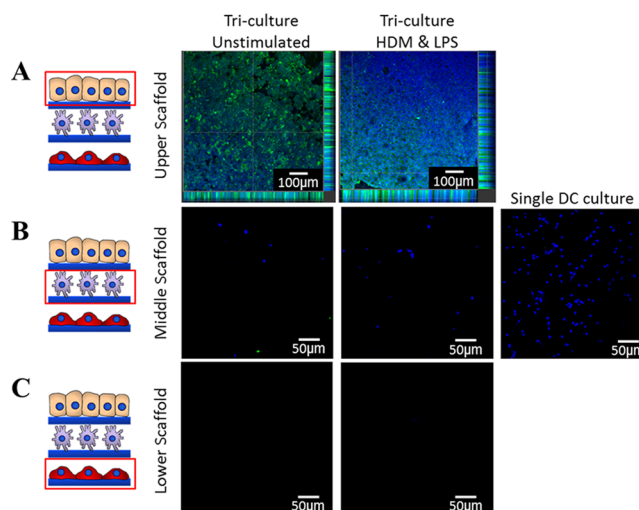 Tri-culture
Unstimulated
Tri-culture
HDM & LPS
A
Upper Scaffold
100µm
100µm
Single DC culture
B
Middle Scaffold
50µm
50µm
50µm
C
Lower Scaffold
50µm
50µm